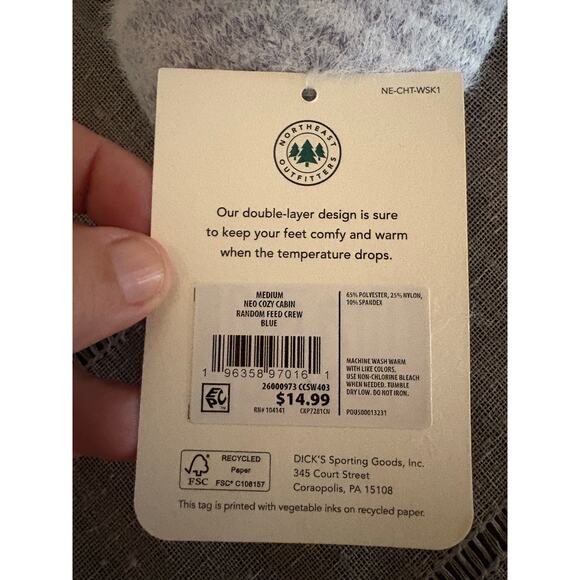 NE-CHT-WSK1
NORTHEAST
OUTFITTERS
Our double-layer design is sure
to keep your feet comfy and warm
when the temperature drops.
MEDIUM
NEO COZY CABIN
RANDOM FEED CREW
BLUE
1 96358 97016 1
26000973 CCSW403
$14.99
RN# 104141 CKP7281CN
65% POLYESTER, 25% NYLON,
10% SPANDEX
MACHINE WASH WARM
WITH LIKE COLORS.
USE NON-CHLORINE BLEACH
WHEN NEEDED. TUMBLE
DRY LOW. DO NOT IRON.
POUS00013231
FSC
RECYCLED
Paper
FSC® C108157
DICK'S Sporting Goods, Inc.
345 Court Street
Coraopolis, PA 15108
This tag is printed with vegetable inks on recycled paper.